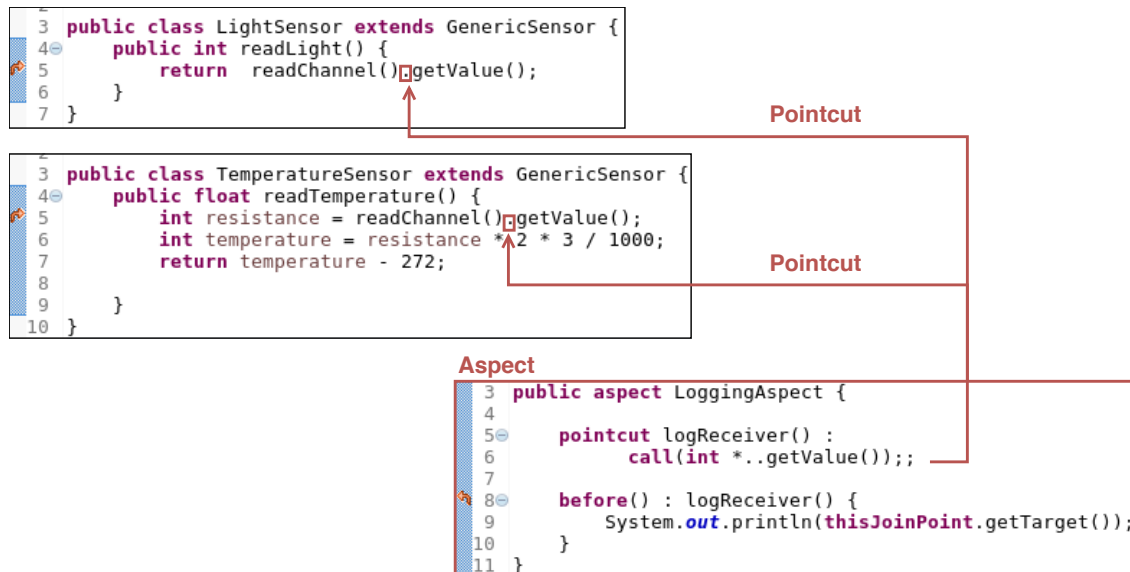 3 public class LightSensor extends GenericSensor {
4 public int readLight() {
5 return readChannel().getValue();
6 }
7 }
Pointcut
3 public class TemperatureSensor extends GenericSensor {
4 public float readTemperature() {
5 int resistance = readChannel().getValue();
6 int temperature = resistance * 2 * 3 / 1000;
7 return temperature - 272;
8
9 }
10 }
Pointcut
Aspect
3 public aspect LoggingAspect {
4
5 pointcut logReceiver() :
6 call(int *..getValue());;
7
8 before() : logReceiver() {
9 System.out.println(thisJoinPoint.getTarget());
10 }
11 }